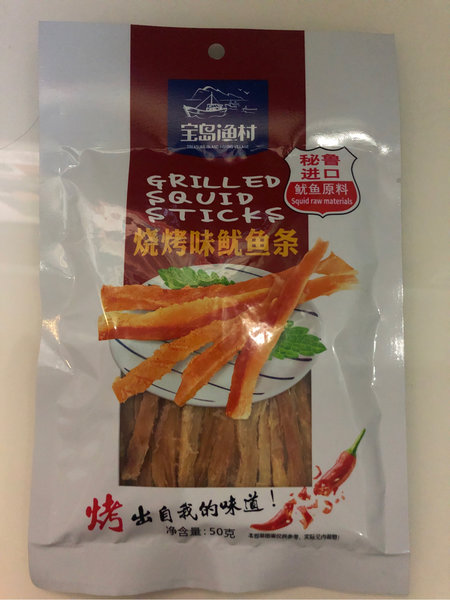 宝岛渔村
TREASURE ISLAND FISHING VILLAGE
GRILLED
SQUID
STICKS
秘鲁
进口
鱿鱼原料
Squid raw materials
烧烤味鱿鱼条
烤出自我的味道！
净含量：50克